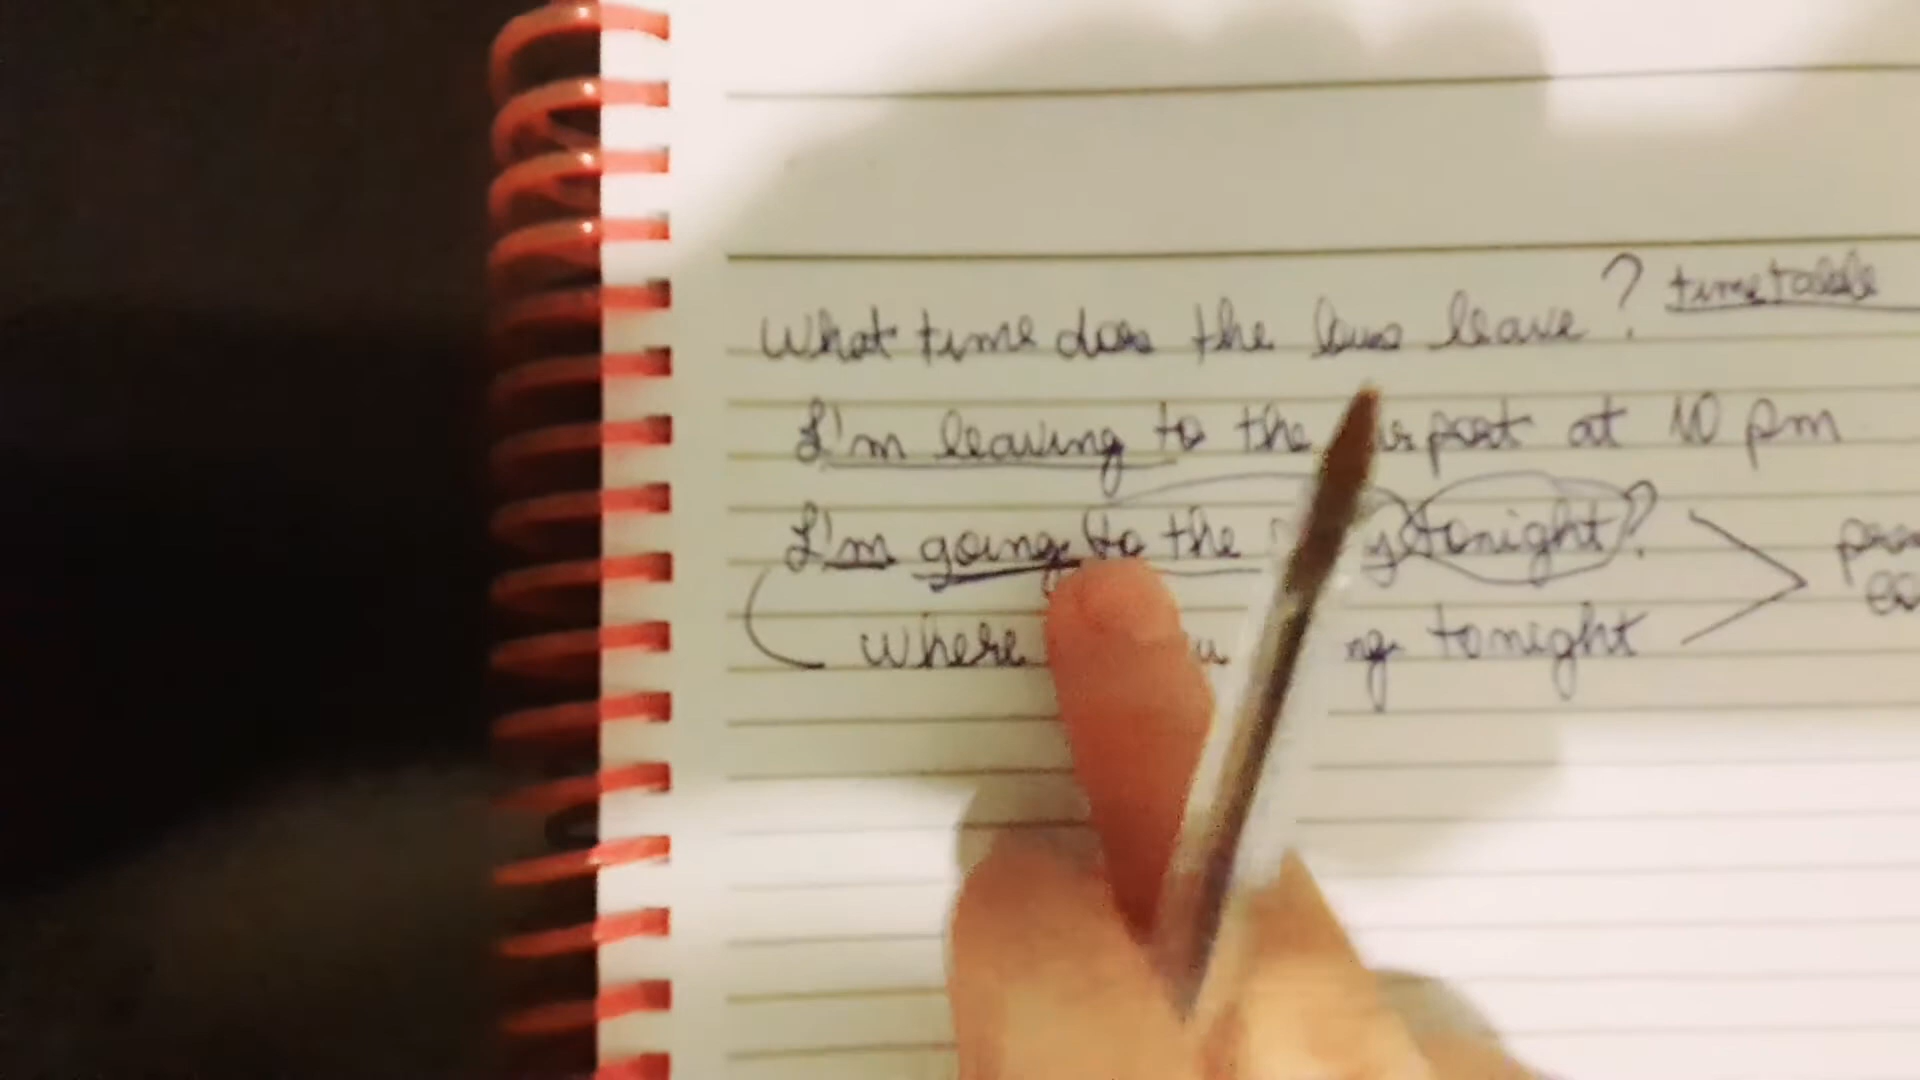 What time does the bus leave? timetable
I'm leaving to the airport at 10 pm
I'm going to the tonight?
where tonight